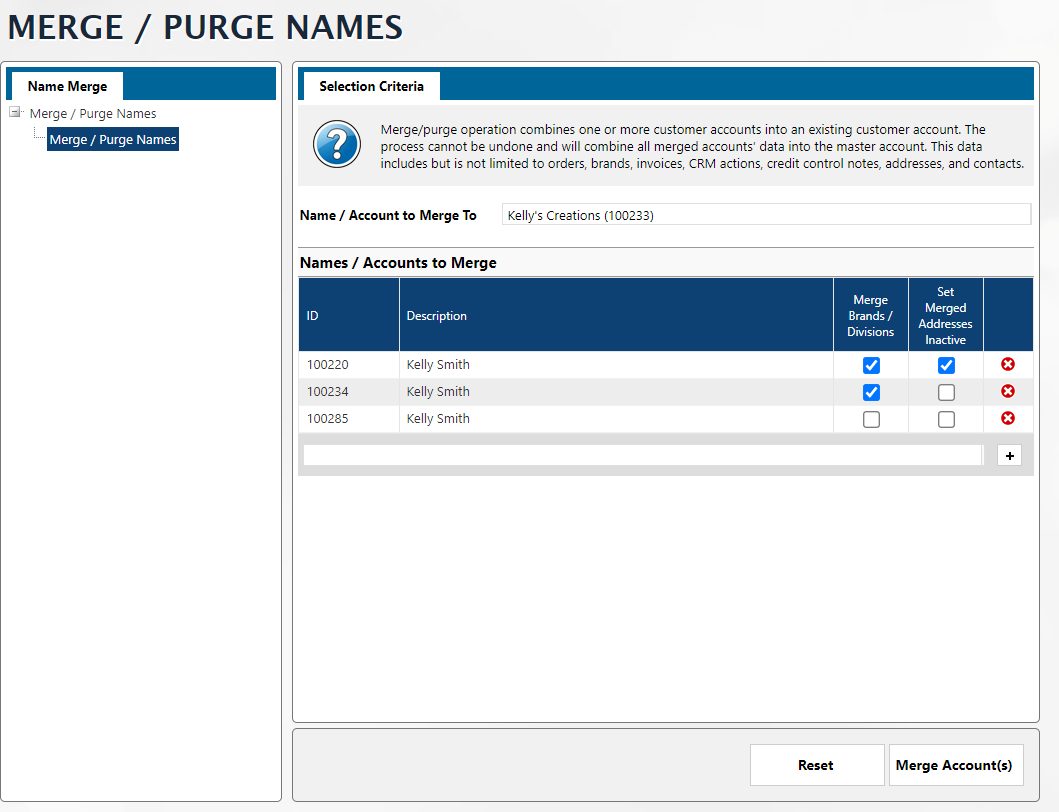 MERGE / PURGE NAMES
Name Merge
Merge / Purge Names
Merge / Purge Names
Selection Criteria
Merge/purge operation combines one or more customer accounts into an existing customer account. The
process cannot be undone and will combine all merged accounts' data into the master account. This data
includes but is not limited to orders, brands, invoices, CRM actions, credit control notes, addresses, and contacts.
Name / Account to Merge To
Kelly's Creations (100233)
Names / Accounts to Merge
ID
Description
Merge
Brands /
Divisions
Set
Merged
Addresses
Inactive
100220 Kelly Smith
100234 Kelly Smith
100285 Kelly Smith
+
Reset
Merge Account(s)